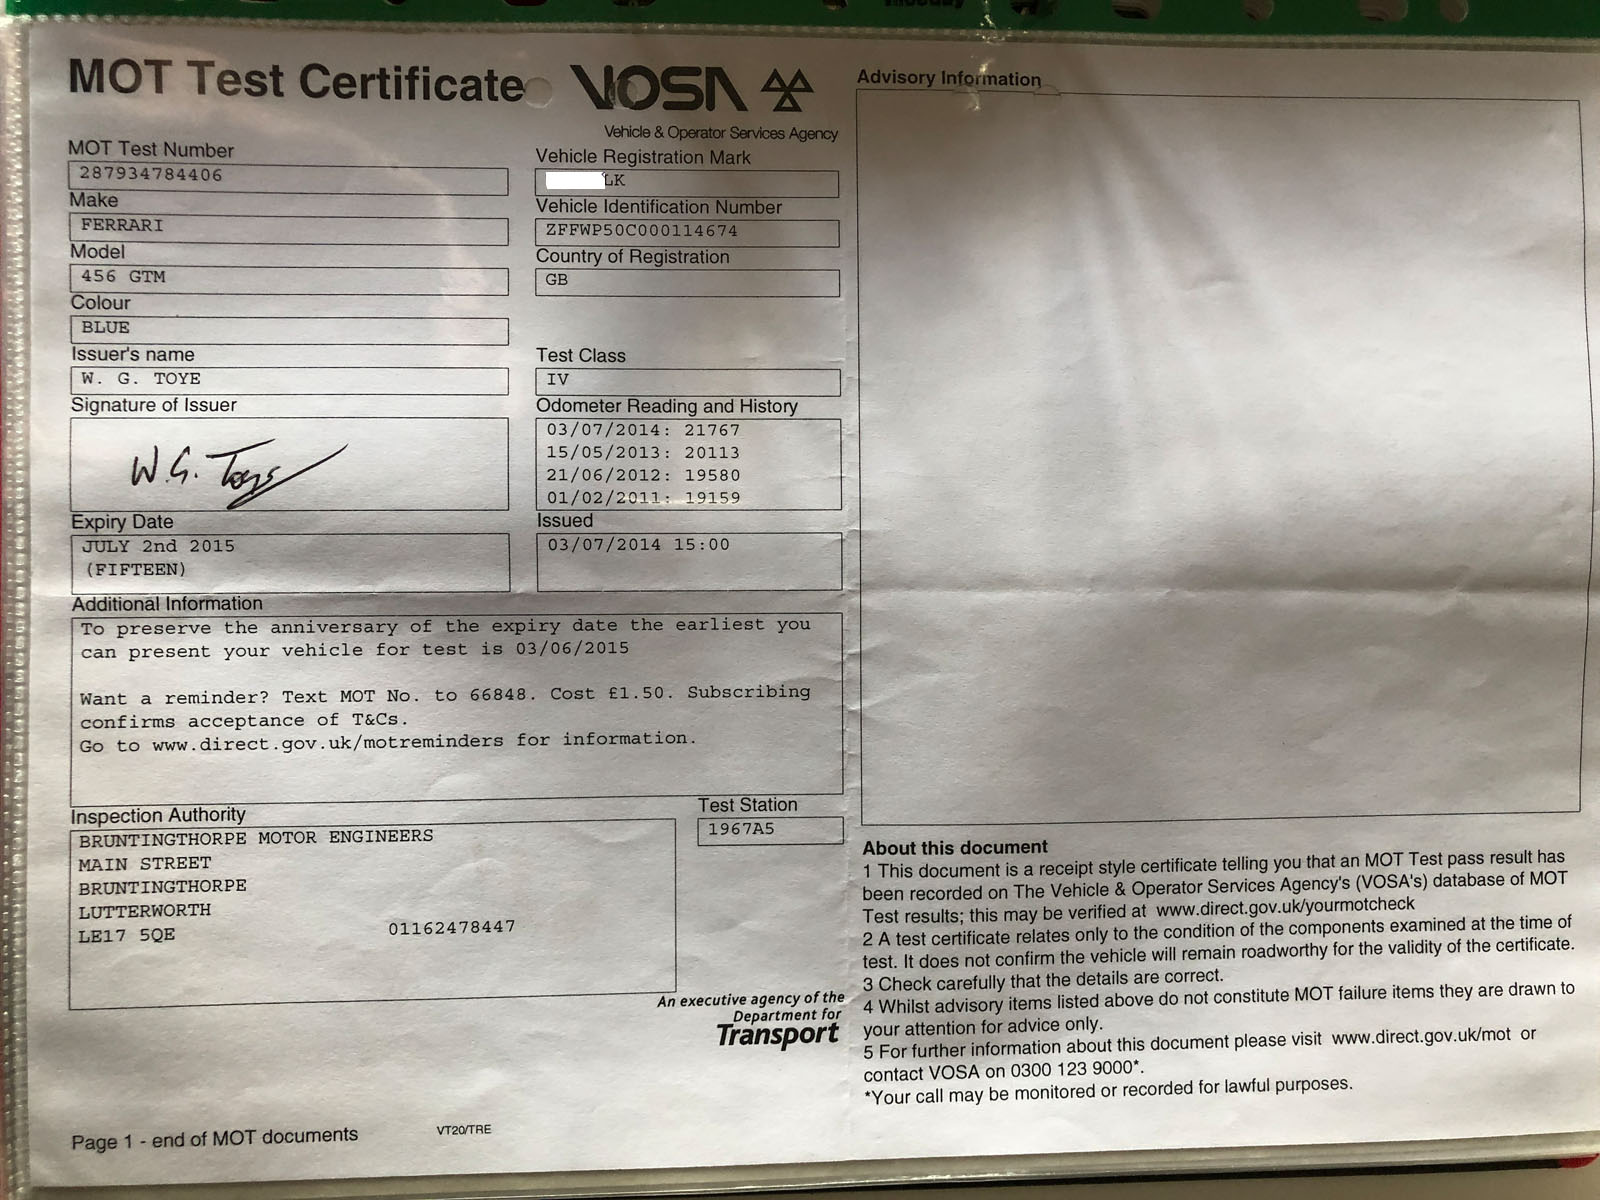 MOT Test Certificate
VOSA
Vehicle & Operator Services Agency
MOT Test Number
287934784406
Make
FERRARI
Model
456 GTM
Colour
BLUE
Issuer's name
W. G. TOYE
Signature of Issuer
W.G. Toye
Expiry Date
JULY 2nd 2015
(FIFTEEN)
Vehicle Registration Mark
LK
Vehicle Identification Number
ZFFWP50C000114674
Country of Registration
GB
Test Class
IV
Odometer Reading and History
03/07/2014: 21767
15/05/2013: 20113
21/06/2012: 19580
01/02/2011: 19159
Issued
03/07/2014 15:00
Additional Information
To preserve the anniversary of the expiry date the earliest you
can present your vehicle for test is 03/06/2015
Want a reminder? Text MOT No. to 66848. Cost £1.50. Subscribing
confirms acceptance of T&Cs.
Go to www.direct.gov.uk/motreminders for information.
Inspection Authority
BRUNTINGTHORPE MOTOR ENGINEERS
MAIN STREET
BRUNTINGTHORPE
LUTTERWORTH
LE17 5QE 01162478447
Test Station
1967A5
An executive agency of the
Department for
Transport
Page 1 - end of MOT documents
VT20/TRE
Advisory Information
About this document
1 This document is a receipt style certificate telling you that an MOT Test pass result has
been recorded on The Vehicle & Operator Services Agency's (VOSA's) database of MOT
Test results; this may be verified at www.direct.gov.uk/yourmotcheck
2 A test certificate relates only to the condition of the components examined at the time of
test. It does not confirm the vehicle will remain roadworthy for the validity of the certificate.
3 Check carefully that the details are correct.
4 Whilst advisory items listed above do not constitute MOT failure items they are drawn to
your attention for advice only.
5 For further information about this document please visit www.direct.gov.uk/mot or
contact VOSA on 0300 123 9000*.
*Your call may be monitored or recorded for lawful purposes.